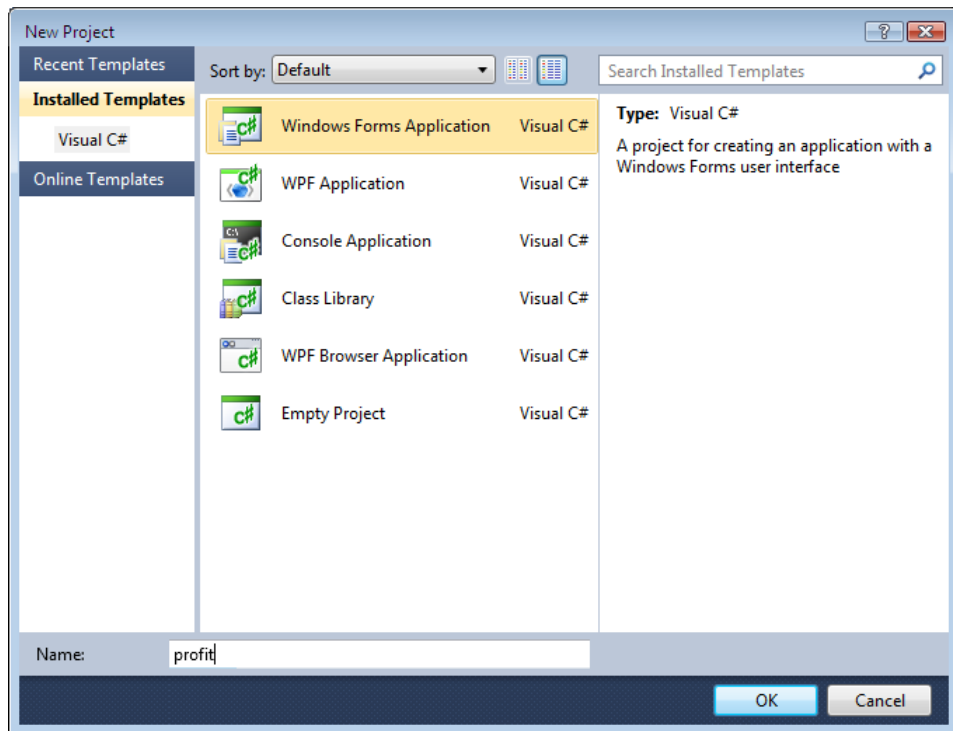 New Project
Recent Templates
Installed Templates
Visual C#
Online Templates
Sort by: Default
Search Installed Templates
Windows Forms Application Visual C#
WPF Application Visual C#
Console Application Visual C#
Class Library Visual C#
WPF Browser Application Visual C#
Empty Project Visual C#
Type: Visual C#
A project for creating an application with a
Windows Forms user interface
Name: profit
OK Cancel